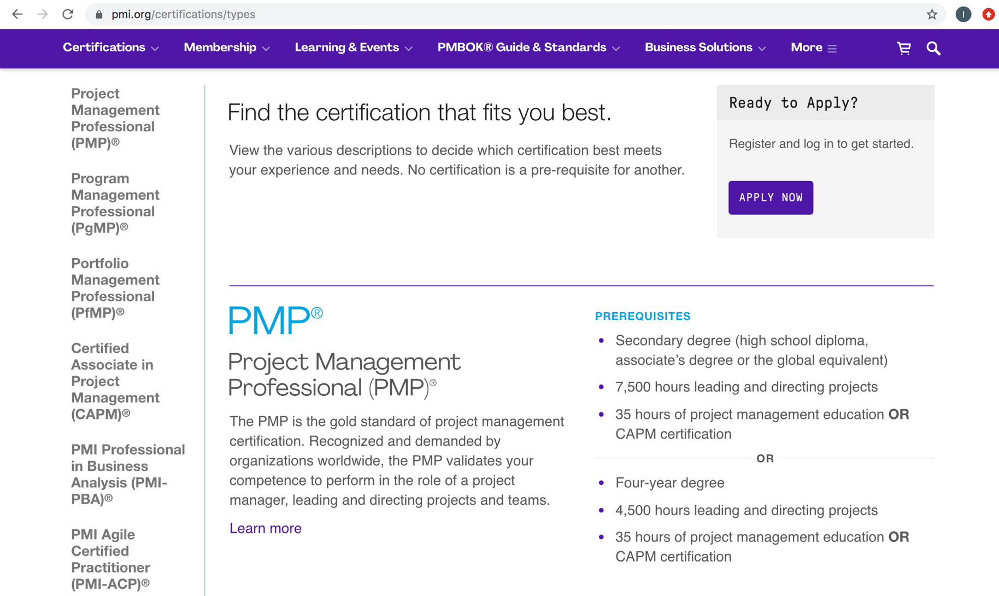 pmi.org/certifications/types
I
Certifications
Membership
Learning & Events
PMBOK® Guide & Standards
Business Solutions
More
Project
Management
Professional
(PMP)®
Program
Management
Professional
(PgMP)®
Portfolio
Management
Professional
(PfMP)®
Certified
Associate in
Project
Management
(CAPM)®
PMI Professional
in Business
Analysis (PMI-
PBA)®
PMI Agile
Certified
Practitioner
(PMI-ACP)®
Find the certification that fits you best.
View the various descriptions to decide which certification best meets
your experience and needs. No certification is a pre-requisite for another.
Ready to Apply?
Register and log in to get started.
APPLY NOW
PMP®
Project Management
Professional (PMP)®
The PMP is the gold standard of project management
certification. Recognized and demanded by
organizations worldwide, the PMP validates your
competence to perform in the role of a project
manager, leading and directing projects and teams.
Learn more
PREREQUISITES
• Secondary degree (high school diploma,
associate’s degree or the global equivalent)
• 7,500 hours leading and directing projects
• 35 hours of project management education OR
CAPM certification
OR
• Four-year degree
• 4,500 hours leading and directing projects
• 35 hours of project management education OR
CAPM certification